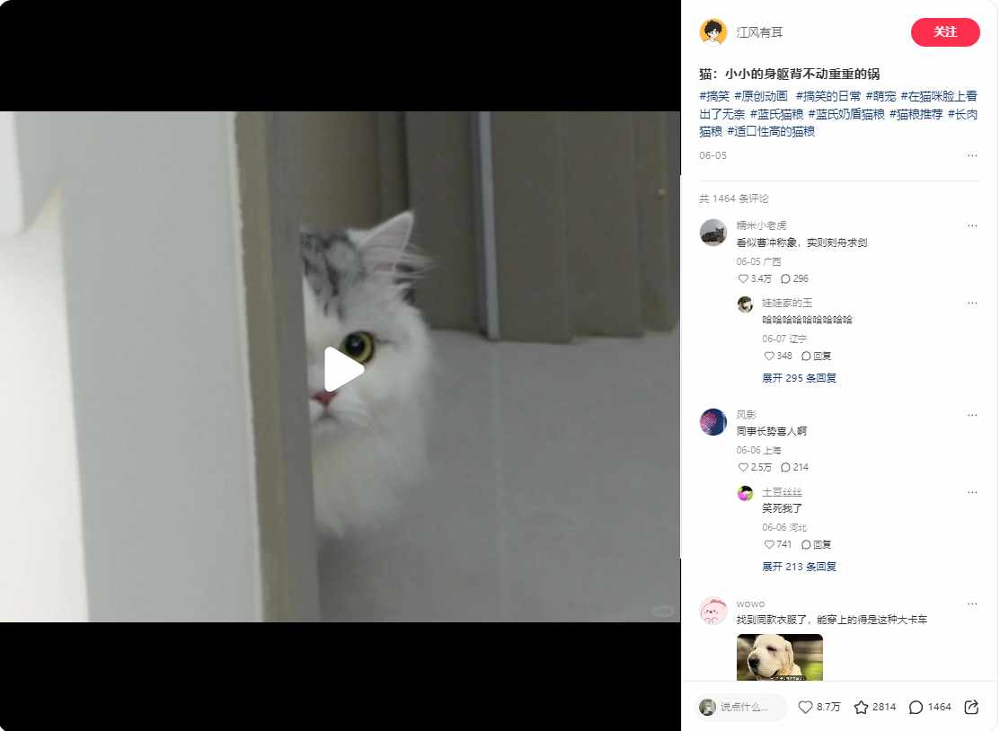 江风有耳
关注
猫：小小的身躯背不动重重的锅
#搞笑 #原创动画 #搞笑的日常 #萌宠 #在猫咪脸上看
出了无奈 #蓝氏猫粮 #蓝氏奶盾猫粮 #猫粮推荐 #长肉
猫粮 #适口性高的猫粮
06-05
共 1464 条评论
糯米小老虎
看似曹冲称象，实则刻舟求剑
06-05 广西
3.4万 296
娃娃家的玉
哈哈哈哈哈哈哈哈哈
06-07 辽宁
348 回复
展开 295 条回复
风影
同事长势喜人啊
06-06 上海
2.5万 214
土豆丝丝
笑死我了
06-06 河北
741 回复
展开 213 条回复
wowo
找到同款衣服了，能穿上的得是这种大卡车
说点什么...
8.7万 2814 1464